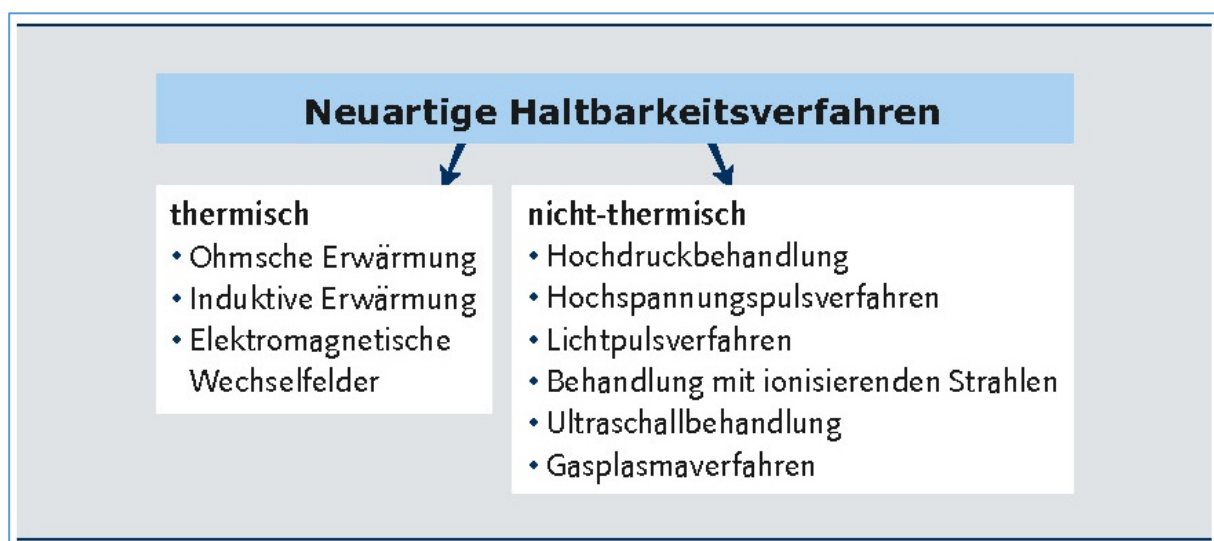 Neuartige Haltbarkeitsverfahren
thermisch
• Ohmsche Erwärmung
• Induktive Erwärmung
• Elektromagnetische
Wechselfelder
nicht-thermisch
• Hochdruckbehandlung
• Hochspannungspulsverfahren
• Lichtpulsverfahren
• Behandlung mit ionisierenden Strahlen
• Ultraschallbehandlung
• Gasplasmaverfahren